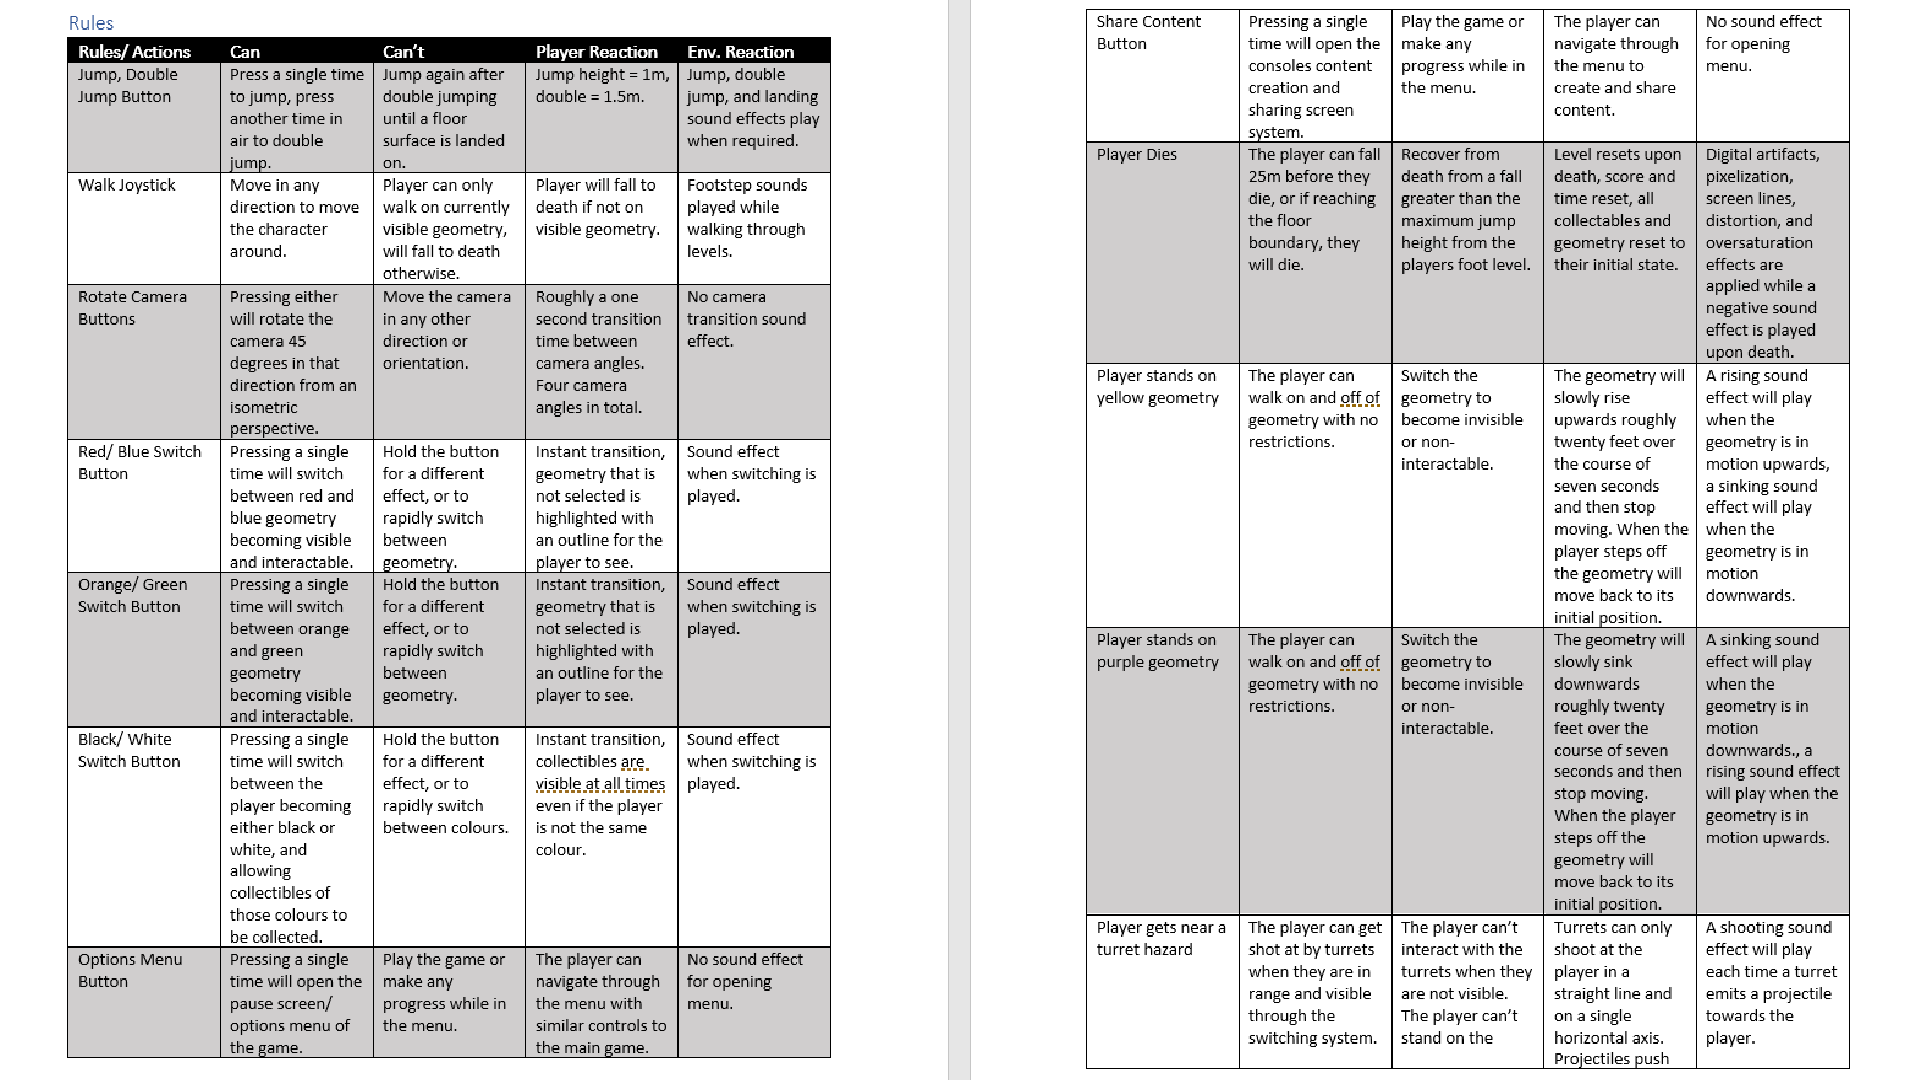 Rules
Rules/ Actions
Can
Can't
Player Reaction
Env. Reaction
Jump, Double
Jump Button
Press a single time
to jump, press
another time in
air to double
jump.
Jump again after
double jumping
until a floor
surface is landed
on.
Jump height = 1m,
double = 1.5m.
Jump, double
jump, and landing
sound effects play
when required.
Walk Joystick
Move in any
direction to move
the character
around.
Player can only
walk on currently
visible geometry,
will fall to death
otherwise.
Player will fall to
death if not on
visible geometry.
Footstep sounds
played while
walking through
levels.
Rotate Camera
Buttons
Pressing either
will rotate the
camera 45
degrees in that
direction from an
isometric
perspective.
Move the camera
in any other
direction or
orientation.
Roughly a one
second transition
time between
camera angles.
Four camera
angles in total.
No camera
transition sound
effect.
Red/ Blue Switch
Button
Pressing a single
time will switch
between red and
blue geometry
becoming visible
and interactable.
Hold the button
for a different
effect, or to
rapidly switch
between
geometry.
Instant transition,
geometry that is
not selected is
highlighted with
an outline for the
player to see.
Sound effect
when switching is
played.
Orange/ Green
Switch Button
Pressing a single
time will switch
between orange
and green
geometry
becoming visible
and interactable.
Hold the button
for a different
effect, or to
rapidly switch
between
geometry.
Instant transition,
geometry that is
not selected is
highlighted with
an outline for the
player to see.
Sound effect
when switching is
played.
Black/ White
Switch Button
Pressing a single
time will switch
between the
player becoming
either black or
white, and
allowing
collectibles of
those colours to
be collected.
Hold the button
for a different
effect, or to
rapidly switch
between colours.
Instant transition,
collectibles are
visible at all times
even if the player
is not the same
colour.
Sound effect
when switching is
played.
Options Menu
Button
Pressing a single
time will open the
pause screen/
options menu of
the game.
Play the game or
make any
progress while in
the menu.
The player can
navigate through
the menu with
similar controls to
the main game.
No sound effect
for opening
menu.
Share Content
Button
Pressing a single
time will open the
consoles content
creation and
sharing screen
system.
Play the game or
make any
progress while in
the menu.
The player can
navigate through
the menu to
create and share
content.
No sound effect
for opening
menu.
Player Dies
The player can fall
25m before they
die, or if reaching
the floor
boundary, they
will die.
Recover from
death from a fall
greater than the
maximum jump
height from the
players foot level.
Level resets upon
death, score and
time reset, all
collectables and
geometry reset to
their initial state.
Digital artifacts,
pixelization,
screen lines,
distortion, and
oversaturation
effects are
applied while a
negative sound
effect is played
upon death.
Player stands on
yellow geometry
The player can
walk on and off of
geometry with no
restrictions.
Switch the
geometry to
become invisible
or non-
interactable.
The geometry will
slowly rise
upwards roughly
twenty feet over
the course of
seven seconds
and then stop
moving. When the
player steps off
the geometry will
move back to its
initial position.
A rising sound
effect will play
when the
geometry is in
motion upwards,
a sinking sound
effect will play
when the
geometry is in
motion
downwards.
Player stands on
purple geometry
The player can
walk on and off of
geometry with no
restrictions.
Switch the
geometry to
become invisible
or non-
interactable.
The geometry will
slowly sink
downwards
roughly twenty
feet over the
course of seven
seconds and then
stop moving.
When the player
steps off the
geometry will
move back to its
initial position.
A sinking sound
effect will play
when the
geometry is in
motion
downwards., a
rising sound effect
will play when the
geometry is in
motion upwards.
Player gets near a
turret hazard
The player can get
shot at by turrets
when they are in
range and visible
through the
switching system.
The player can't
interact with the
turrets when they
are not visible.
The player can't
stand on the
Turrets can only
shoot at the
player in a
straight line and
on a single
horizontal axis.
Projectiles push
A shooting sound
effect will play
each time a turret
emits a projectile
towards the
player.